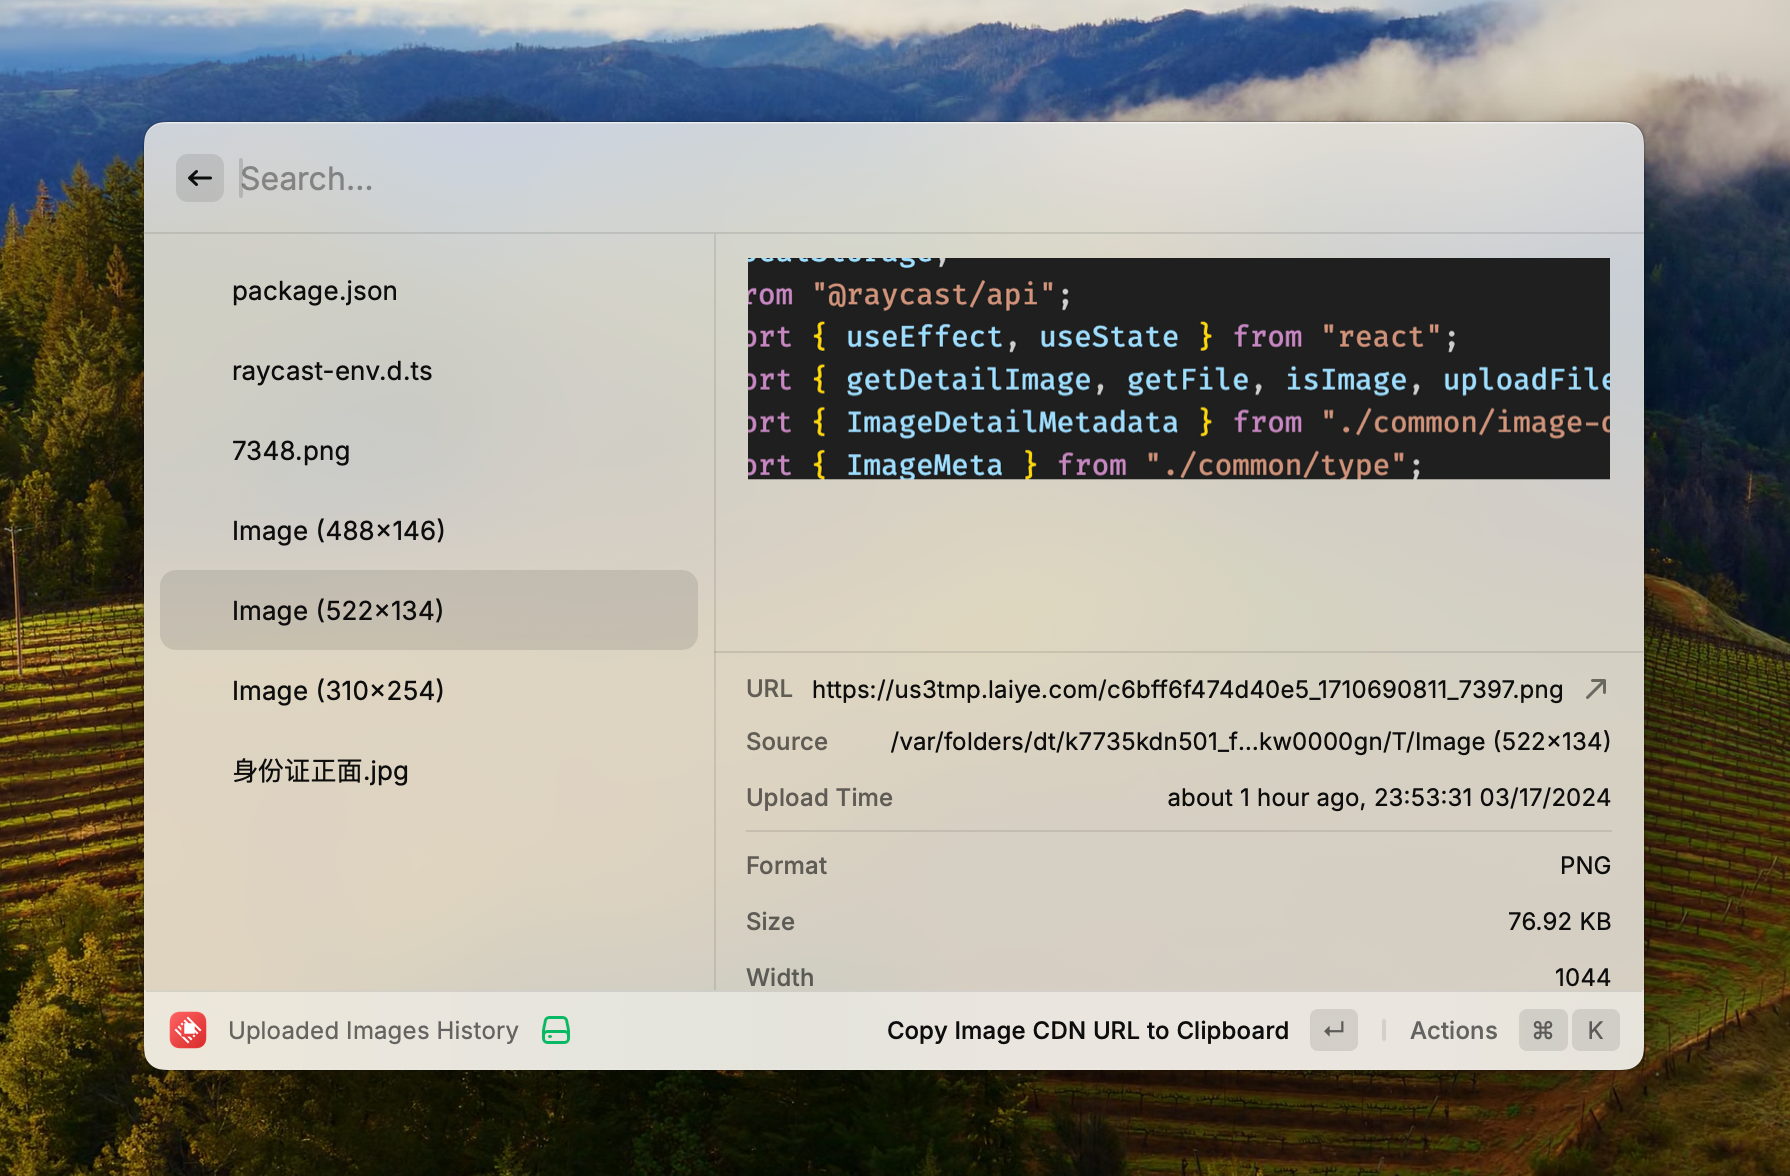 Search...
package.json
raycast-env.d.ts
7348.png
Image (488×146)
Image (522×134)
Image (310×254)
身份证正面.jpg
rom "@raycast/api";
ort { useEffect, useState } from "react";
ort { getDetailImage, getFile, isImage, uploadFile
ort { ImageDetailMetadata } from "./common/image-
ort { ImageMeta } from "./common/type";
URL https://us3tmp.laiye.com/c6bff6f474d40e5_1710690811_7397.png
Source /var/folders/dt/k7735kdn501_f...kw0000gn/T/Image (522×134)
Upload Time about 1 hour ago, 23:53:31 03/17/2024
Format PNG
Size 76.92 KB
Width 1044
Uploaded Images History
Copy Image CDN URL to Clipboard ↵ Actions ⌘ K